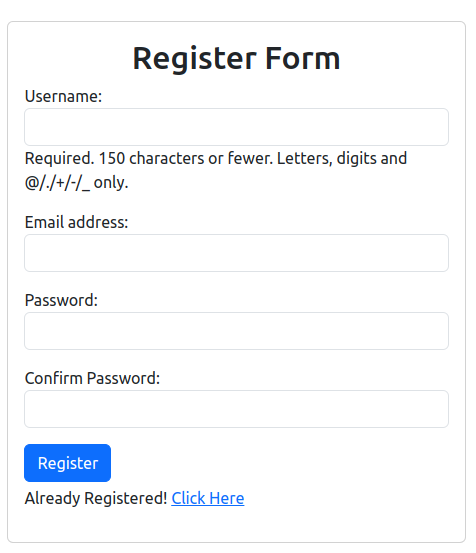 Register Form
Username:
Required. 150 characters or fewer. Letters, digits and
@/./+/-/_ only.
Email address:
Password:
Confirm Password:
Register
Already Registered! Click Here